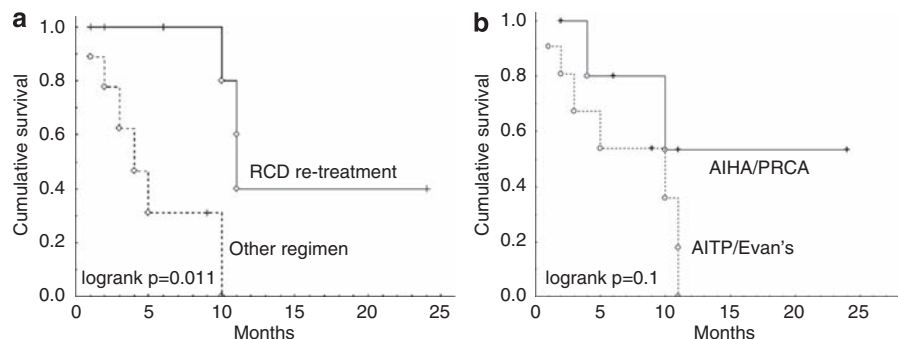 a
Cumulative survival
1.0
0.8
0.6
0.4
0.2
0.0
RCD re-treatment
Other regimen
logrank p=0.011
0 5 10 15 20 25
Months
b
Cumulative survival
1.0
0.8
0.6
0.4
0.2
0.0
AIHA/PRCA
AITP/Evan's
logrank p=0.1
0 5 10 15 20 25
Months